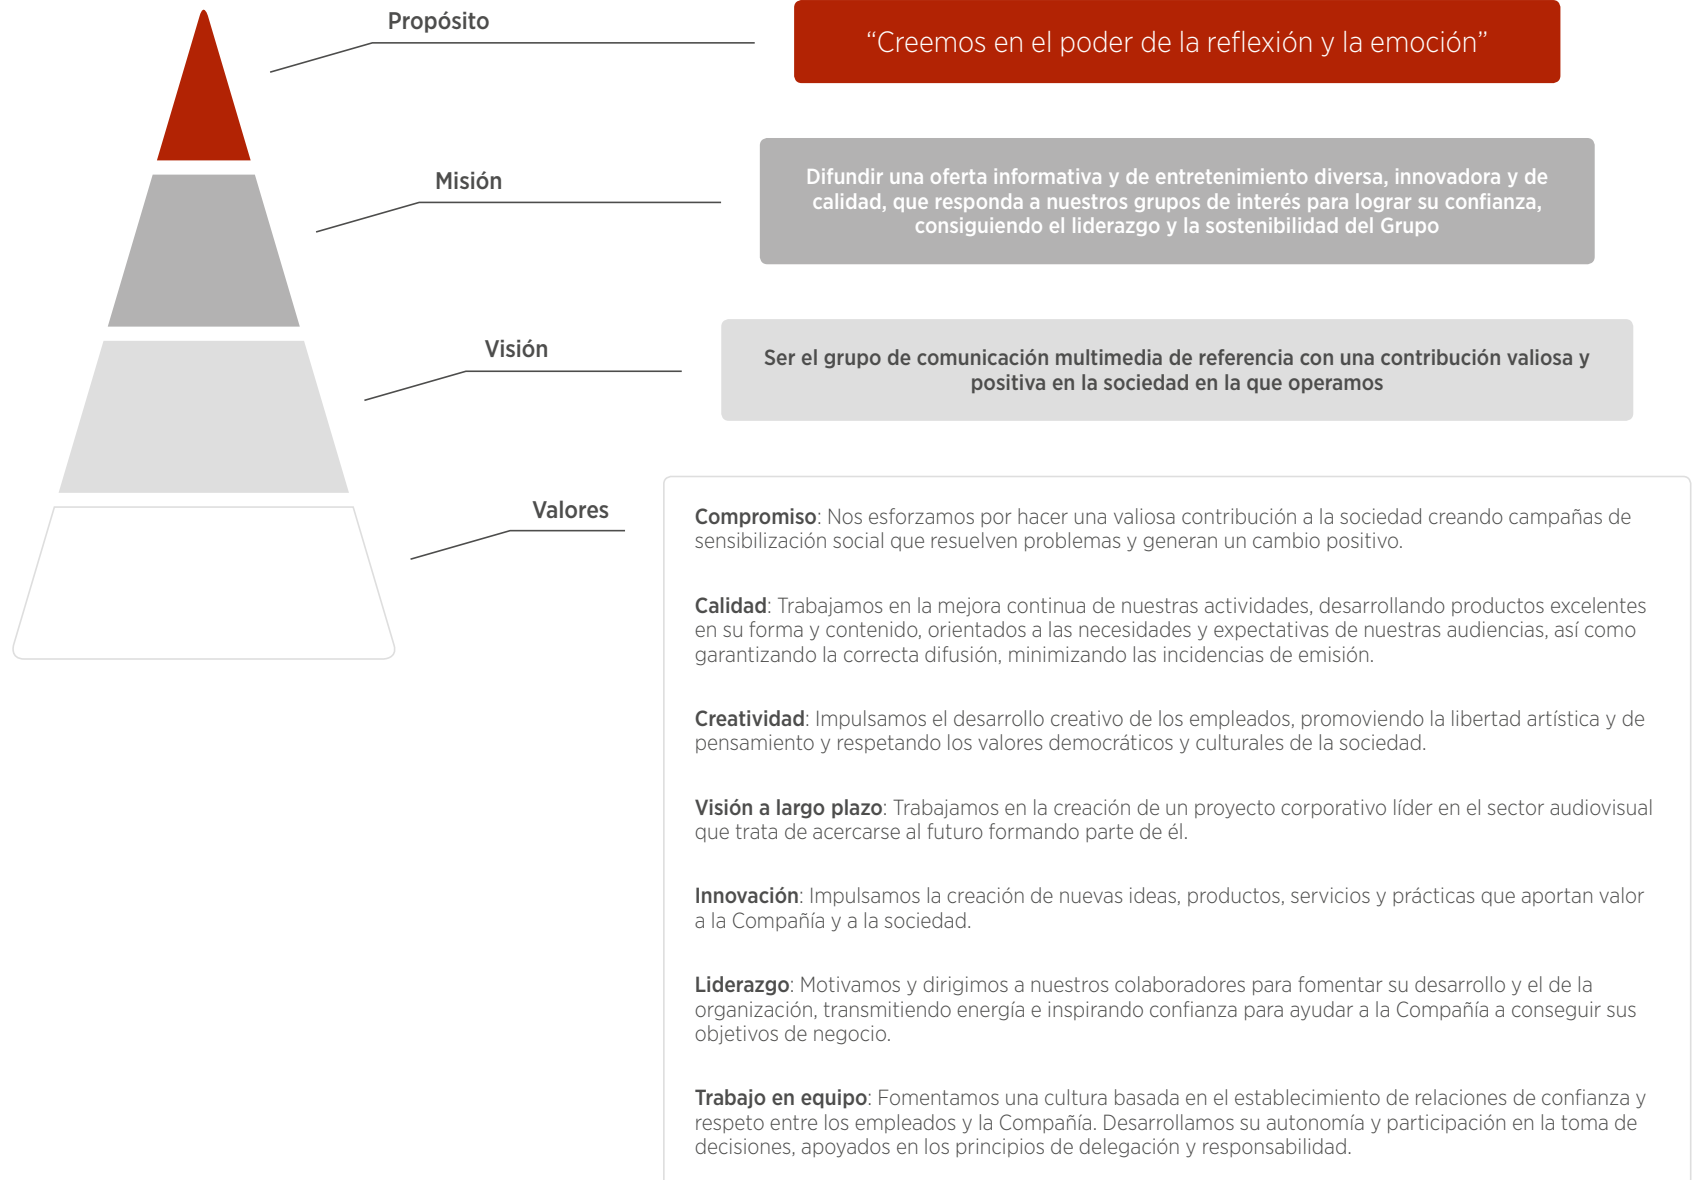 Propósito
“Creemos en el poder de la reflexión y la emoción”
Misión
Difundir una oferta informativa y de entretenimiento diversa, innovadora y de
calidad, que responda a nuestros grupos de interés para lograr su confianza,
consiguiendo el liderazgo y la sostenibilidad del Grupo
Visión
Ser el grupo de comunicación multimedia de referencia con una contribución valiosa y
positiva en la sociedad en la que operamos
Valores
Compromiso: Nos esforzamos por hacer una valiosa contribución a la sociedad creando campañas de
sensibilización social que resuelven problemas y generan un cambio positivo.
Calidad: Trabajamos en la mejora continua de nuestras actividades, desarrollando productos excelentes
en su forma y contenido, orientados a las necesidades y expectativas de nuestras audiencias, así como
garantizando la correcta difusión, minimizando las incidencias de emisión.
Creatividad: Impulsamos el desarrollo creativo de los empleados, promoviendo la libertad artística y de
pensamiento y respetando los valores democráticos y culturales de la sociedad.
Visión a largo plazo: Trabajamos en la creación de un proyecto corporativo líder en el sector audiovisual
que trata de acercarse al futuro formando parte de él.
Innovación: Impulsamos la creación de nuevas ideas, productos, servicios y prácticas que aportan valor
a la Compañía y a la sociedad.
Liderazgo: Motivamos y dirigimos a nuestros colaboradores para fomentar su desarrollo y el de la
organización, transmitiendo energía e inspirando confianza para ayudar a la Compañía a conseguir sus
objetivos de negocio.
Trabajo en equipo: Fomentamos una cultura basada en el establecimiento de relaciones de confianza y
respeto entre los empleados y la Compañía. Desarrollamos su autonomía y participación en la toma de
decisiones, apoyados en los principios de delegación y responsabilidad.